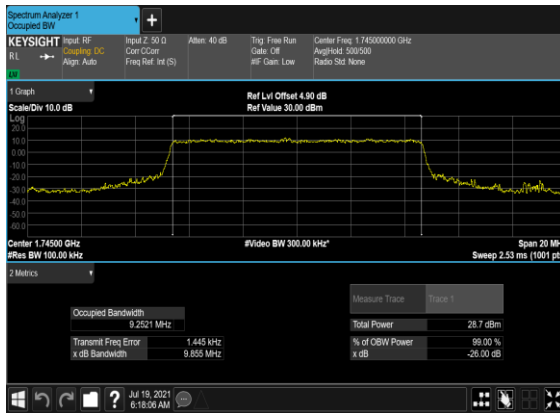 Spectrum Analyzer 1
Occupied BW
KEYSIGHT
RL
Input: RF
Coupling: DC
Align: Auto
Input Z: 50 Ω
Corr CCorr
Freq Ref: Int (S)
Atten: 40 dB
Trig: Free Run
Gate: Off
#IF Gain: Low
Center Freq: 1.745000000 GHz
Avg|Hold: 500/500
Radio Std: None
1 Graph
Scale/Div 10.0 dB
Ref Lvl Offset 4.90 dB
Ref Value 30.00 dBm
Log
20.0
10.0
0.00
-10.0
-20.0
-30.0
-40.0
-50.0
-60.0
Center 1.74500 GHz
#Res BW 100.00 kHz
#Video BW 300.00 kHz*
Span 20 MH
Sweep 2.53 ms (1001 pt
2 Metrics
Measure Trace
Trace 1
Occupied Bandwidth
9.2521 MHz
Total Power
28.7 dBm
Transmit Freq Error
1.445 kHz
% of OBW Power
99.00 %
x dB Bandwidth
9.855 MHz
x dB
-26.00 dB
?
Jul 19, 2021
6:18:06 AM